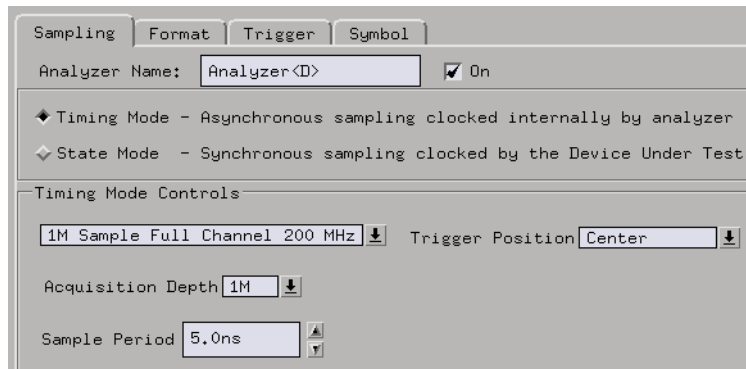 Sampling Format Trigger Symbol
Analyzer Name: Analyzer<D> On
Timing Mode - Asynchronous sampling clocked internally by analyzer
State Mode - Synchronous sampling clocked by the Device Under Test
Timing Mode Controls
1M Sample Full Channel 200 MHz Trigger Position Center
Acquisition Depth 1M
Sample Period 5.0ns